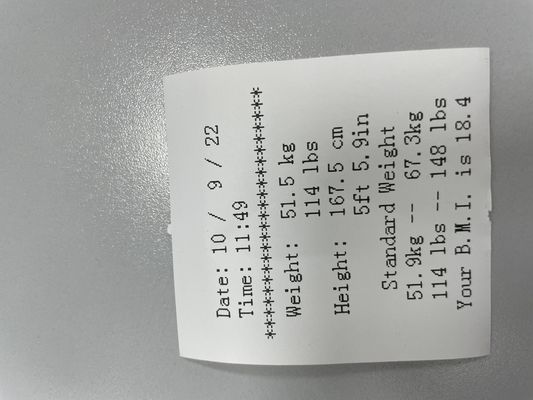 Date: 10 / 9 / 22
Time: 11:49
*********************
Weight: 51.5 kg
114 lbs
Height: 167.5 cm
5ft 5.9in
Standard Weight
51.9kg -- 67.3kg
114 lbs -- 148 lbs
Your B.M.I. is 18.4